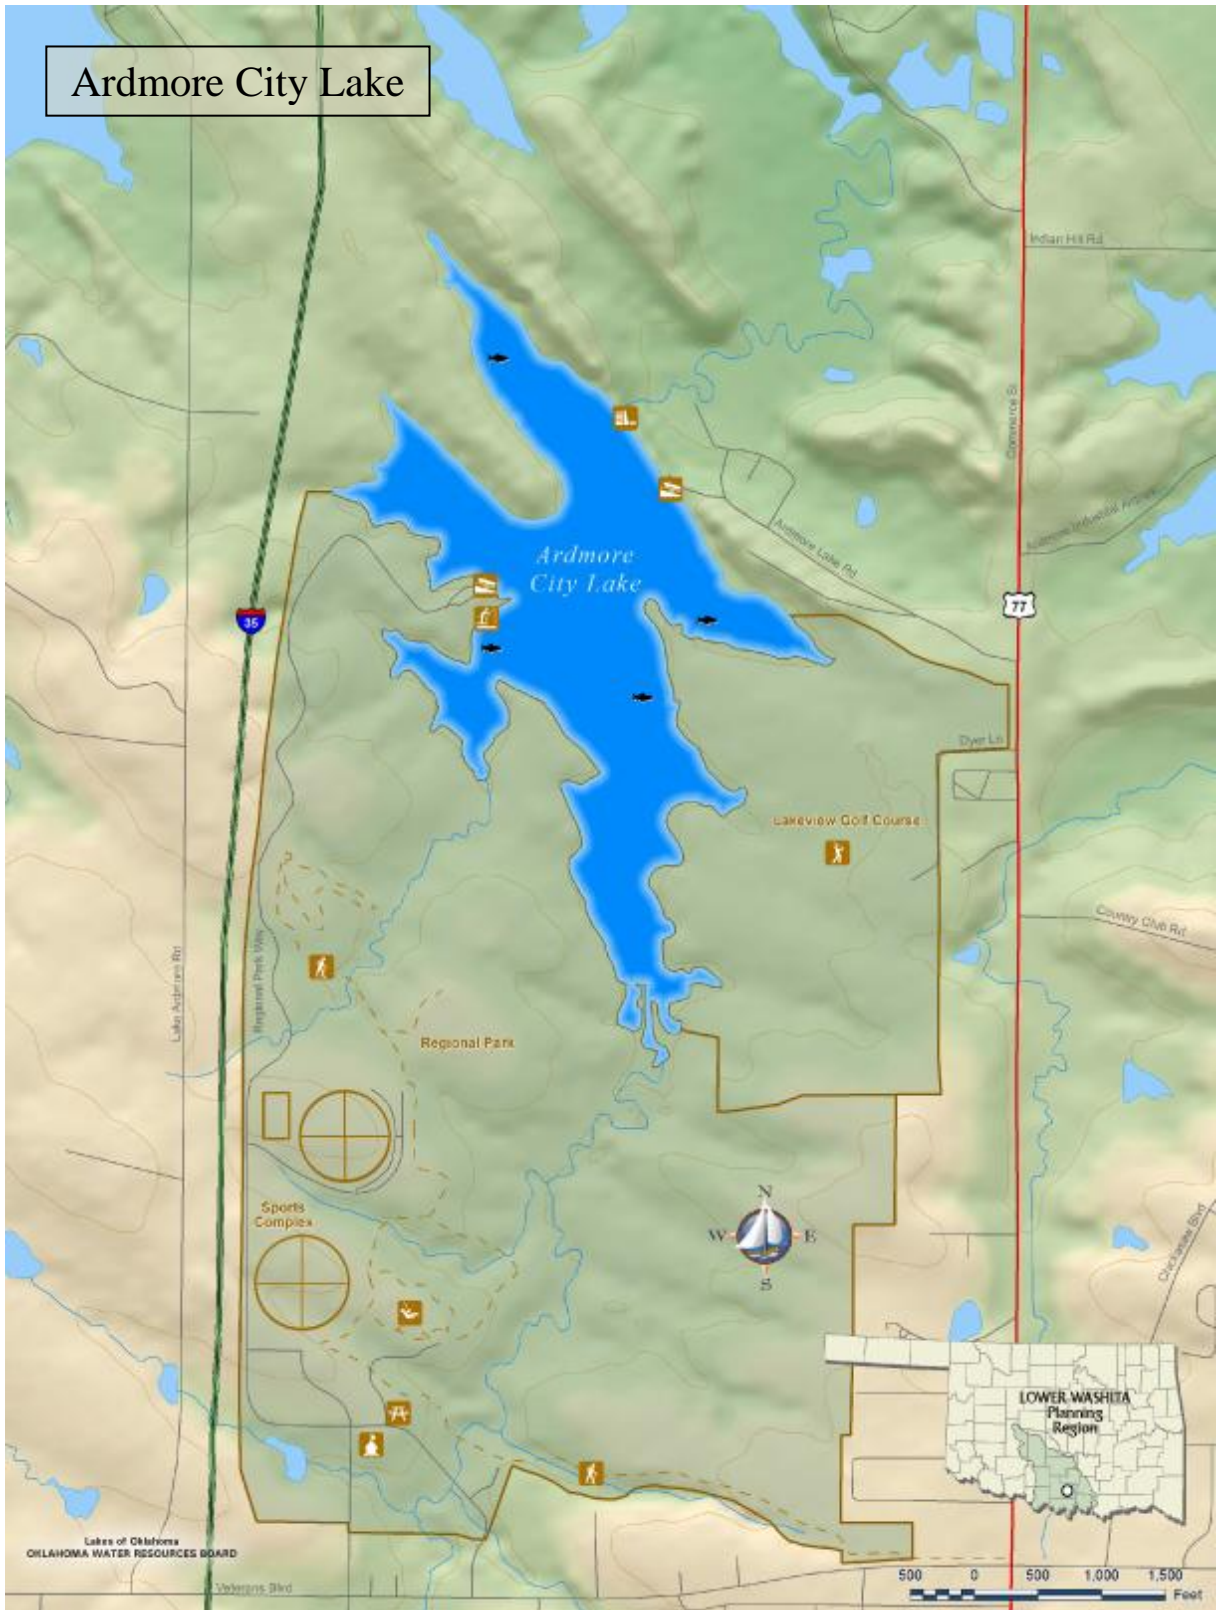 Ardmore City Lake
Indian Hill Rd
Commerce St
Ardmore Industrial Airpark
Ardmore
City Lake
Ardmore Lake Rd
35
77
Dyer Ln
Lakeview Golf Course
Country Club Rd
Lake Ardmore Rd
Regional Park Way
Regional Park
N
W E
S
Sports
Complex
Chickasaw Blvd
LOWER WASHITA
Planning
Region
Lakes of Oklahoma
OKLAHOMA WATER RESOURCES BOARD
Veterans Blvd
500 0 500 1,000 1,500
Feet